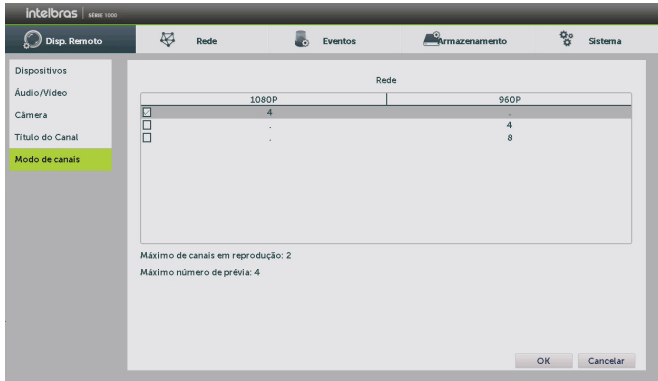 intelbras | SÉRIE 1000
Disp. Remoto Rede Eventos Armazenamento Sistema
Dispositivos
Áudio/Vídeo
Câmera
Título do Canal
Modo de canais
Rede
1080P 960P
4 .
. 4
. 8
Máximo de canais em reprodução: 2
Máximo número de prévia: 4
OK Cancelar